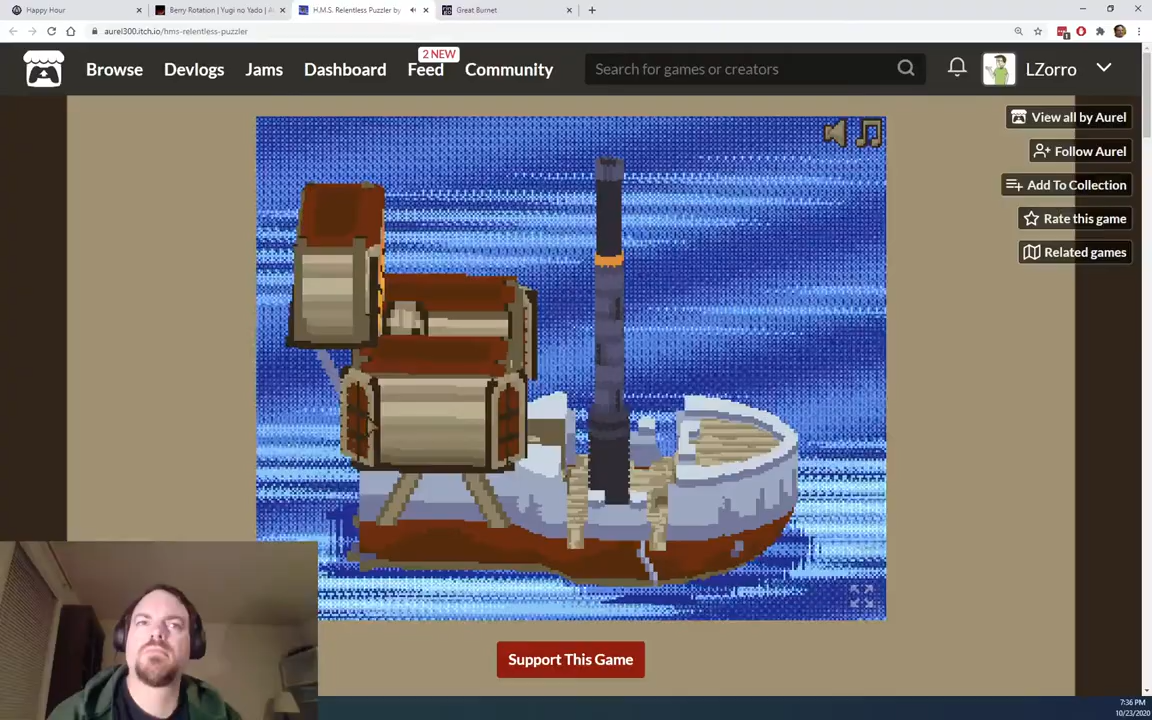 Happy Hour
Berry Rotation | Yugi no Yado | A
H.M.S. Relentless Puzzler by
Great Burnet
aurel300.itch.io/hms-relentless-puzzler
1
Browse
Devlogs
Jams
Dashboard
2 NEW
Feed
Community
Search for games or creators
LZorro
View all by Aurel
Follow Aurel
Add To Collection
Rate this game
Related games
Support This Game
7:36 PM
10/23/2020